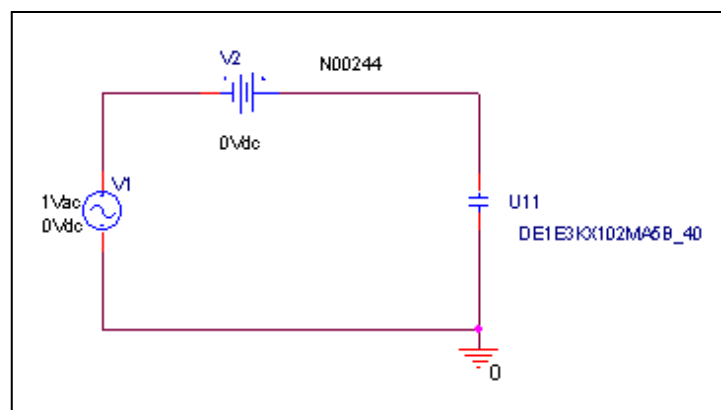 V2
N00244
0Vdc
V1
1Vac
0Vdc
U11
DE1E3KX102MA5B_40
0